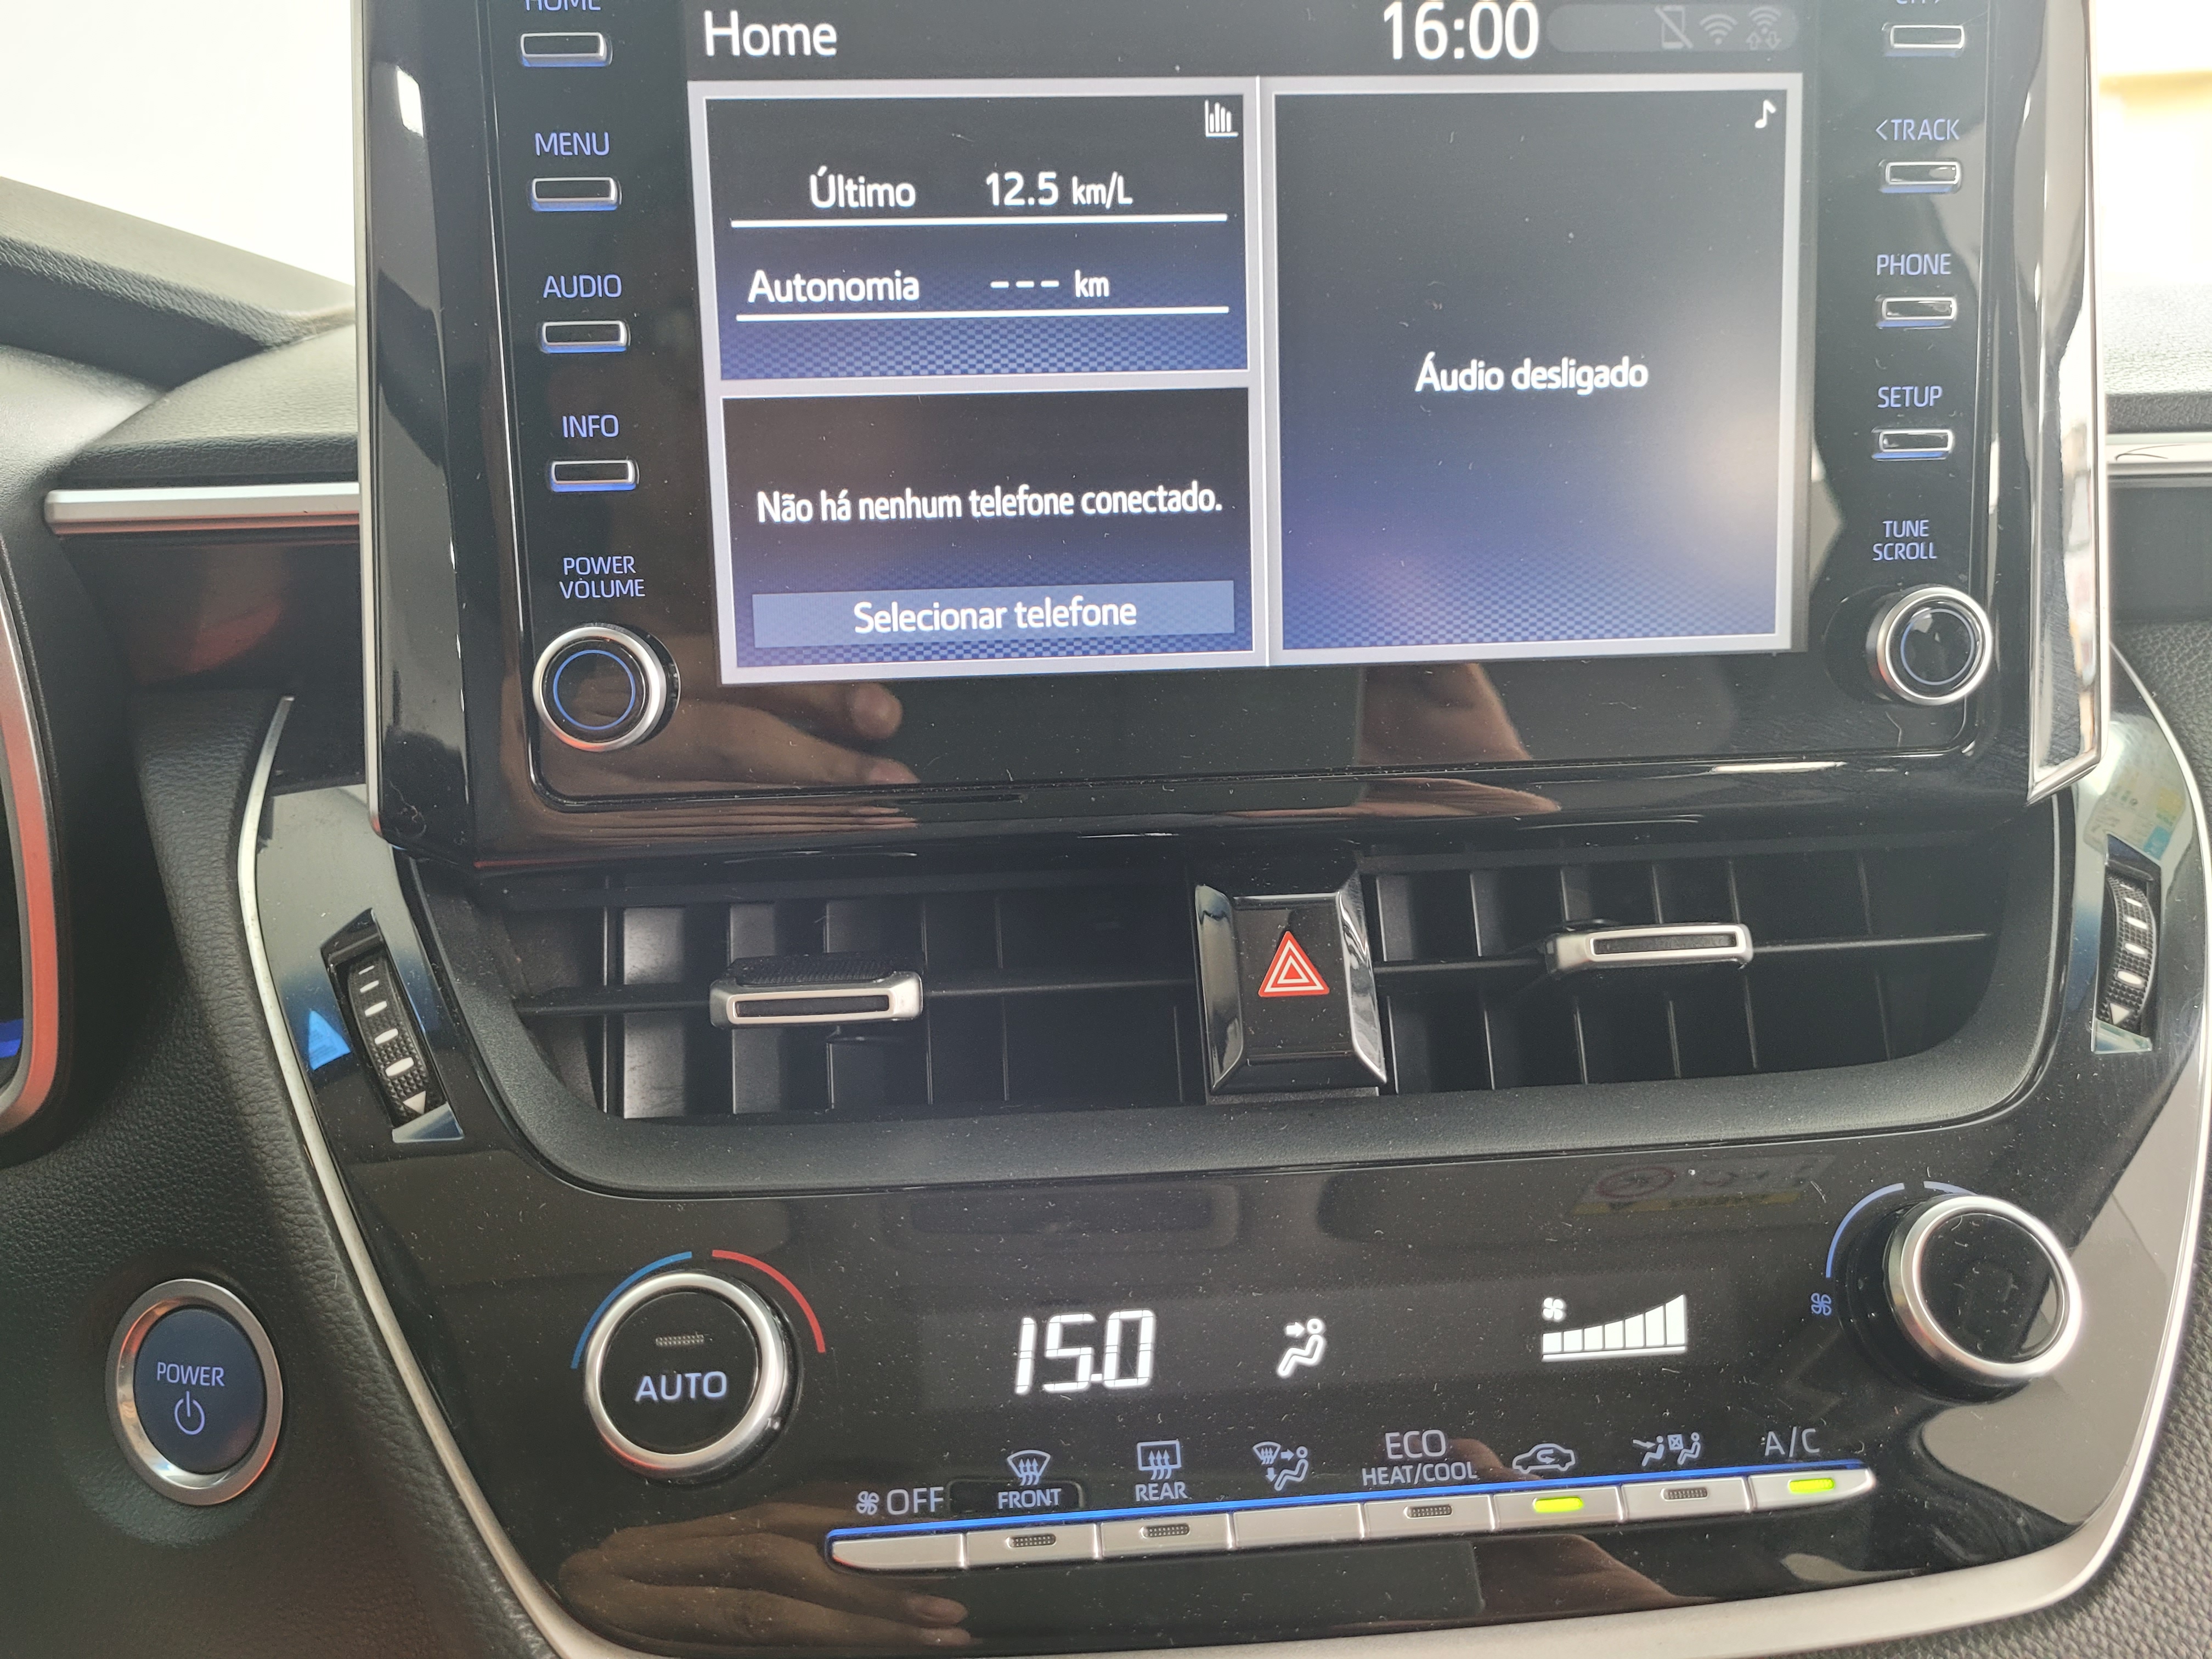 HOME
Home
16:00
MENU
<TRACK
Último 12.5 km/L
AUDIO
Autonomia --- km
PHONE
INFO
Áudio desligado
SETUP
Não há nenhum telefone conectado.
POWER
VOLUME
TUNE
SCROLL
Selecionar telefone
POWER
AUTO
15.0
OFF
FRONT
REAR
ECO
HEAT/COOL
A/C